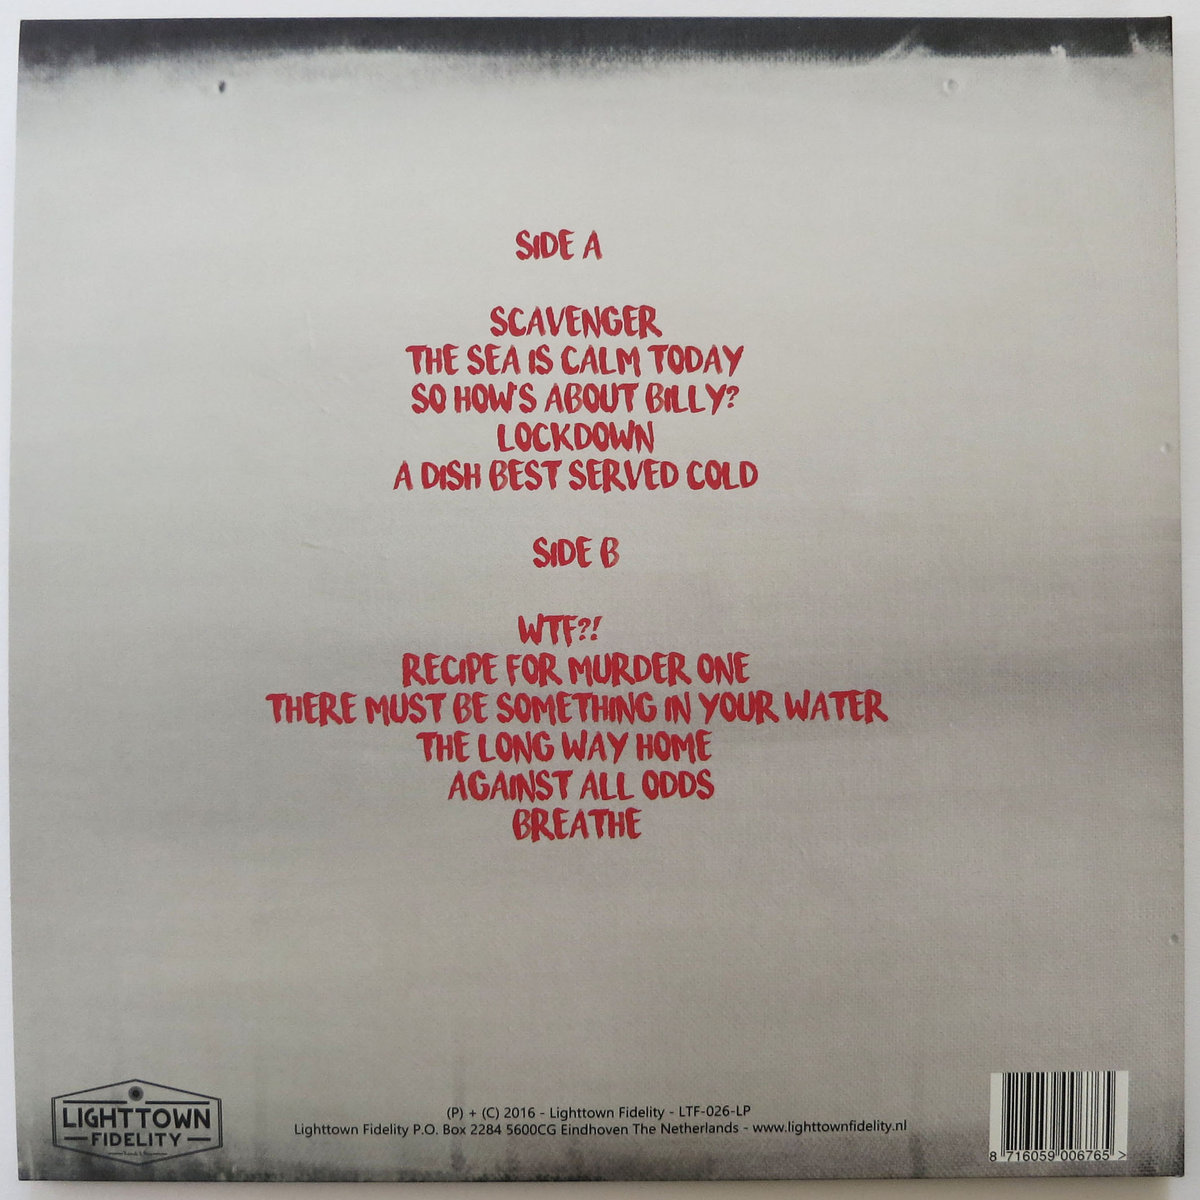 SIDE A
SCAVENGER
THE SEA IS CALM TODAY
SO HOW'S ABOUT BILLY?
LOCKDOWN
A DISH BEST SERVED COLD
SIDE B
WTF?!
RECIPE FOR MURDER ONE
THERE MUST BE SOMETHING IN YOUR WATER
THE LONG WAY HOME
AGAINST ALL ODDS
BREATHE
LIGHTTOWN
FIDELITY
(P) + (C) 2016 - Lighttown Fidelity - LTF-026-LP
Lighttown Fidelity P.O. Box 2284 5600CG Eindhoven The Netherlands - www.lighttownfidelity.nl
8 716059 006765 >